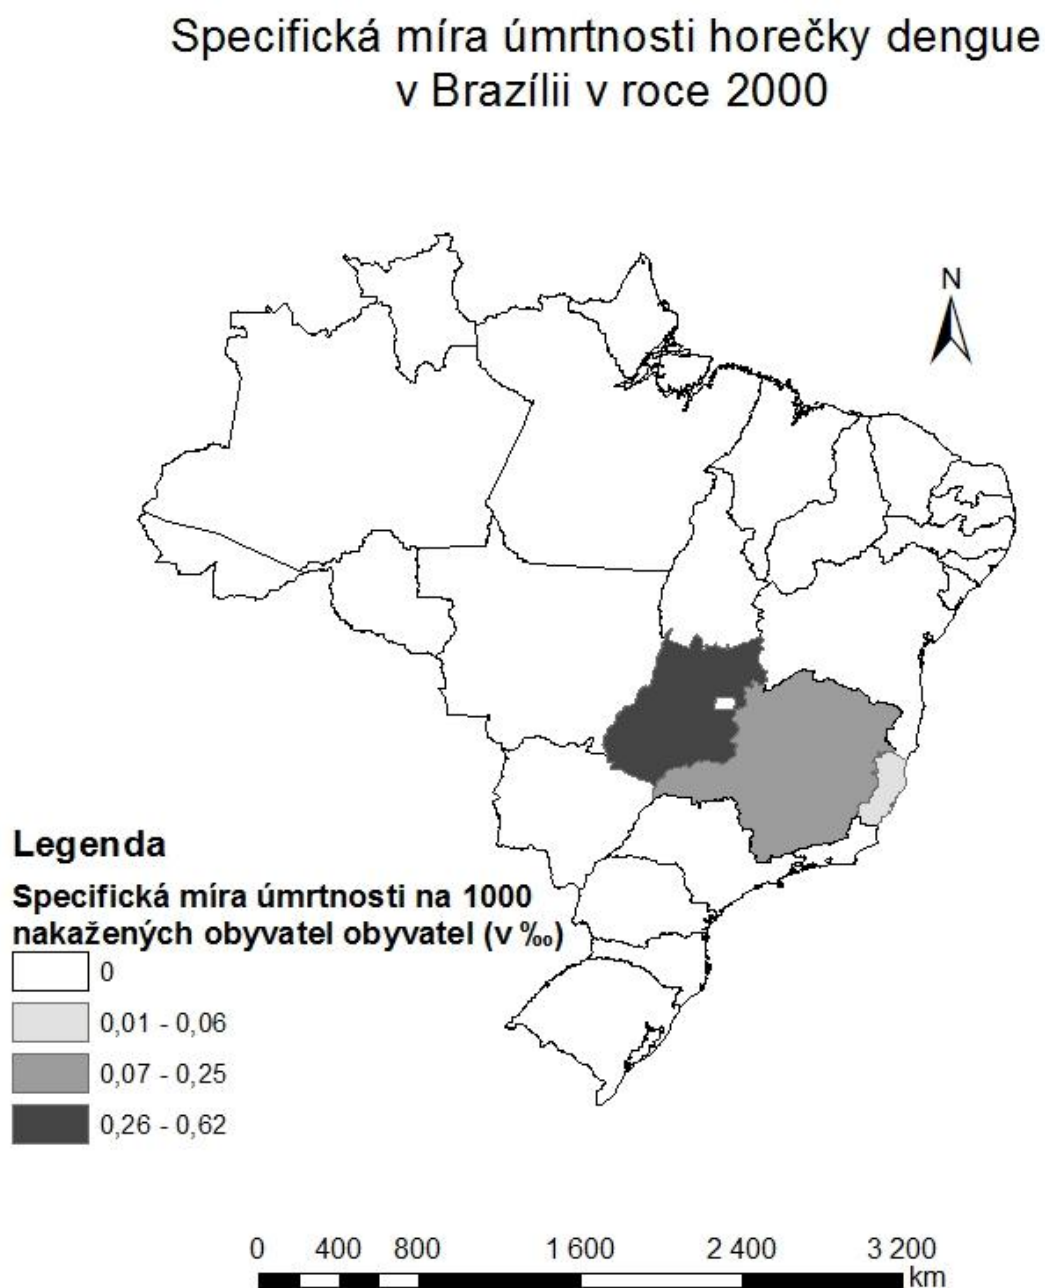 Specifická míra úmrtnosti horečky dengue
v Brazílii v roce 2000
N
Legenda
Specifická míra úmrtnosti na 1000
nakažených obyvatel obyvatel (v ‰)
0
0,01 - 0,06
0,07 - 0,25
0,26 - 0,62
0 400 800 1 600 2 400 3 200
km